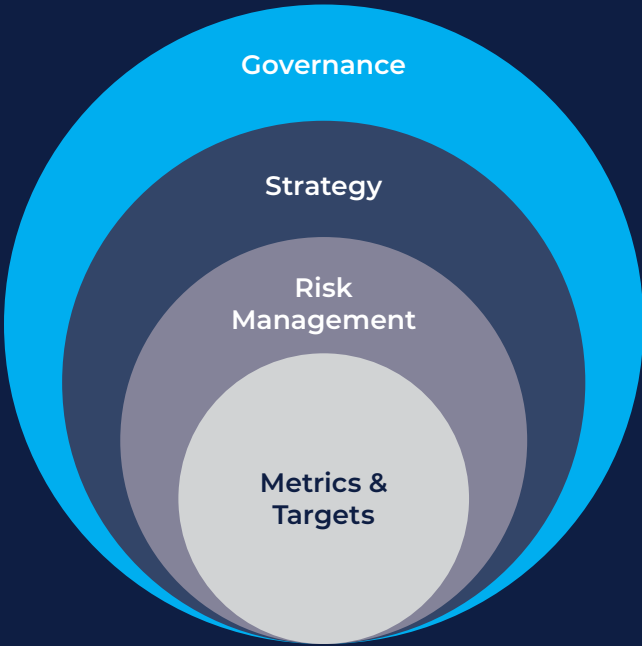 Governance
Strategy
Risk
Management
Metrics &
Targets